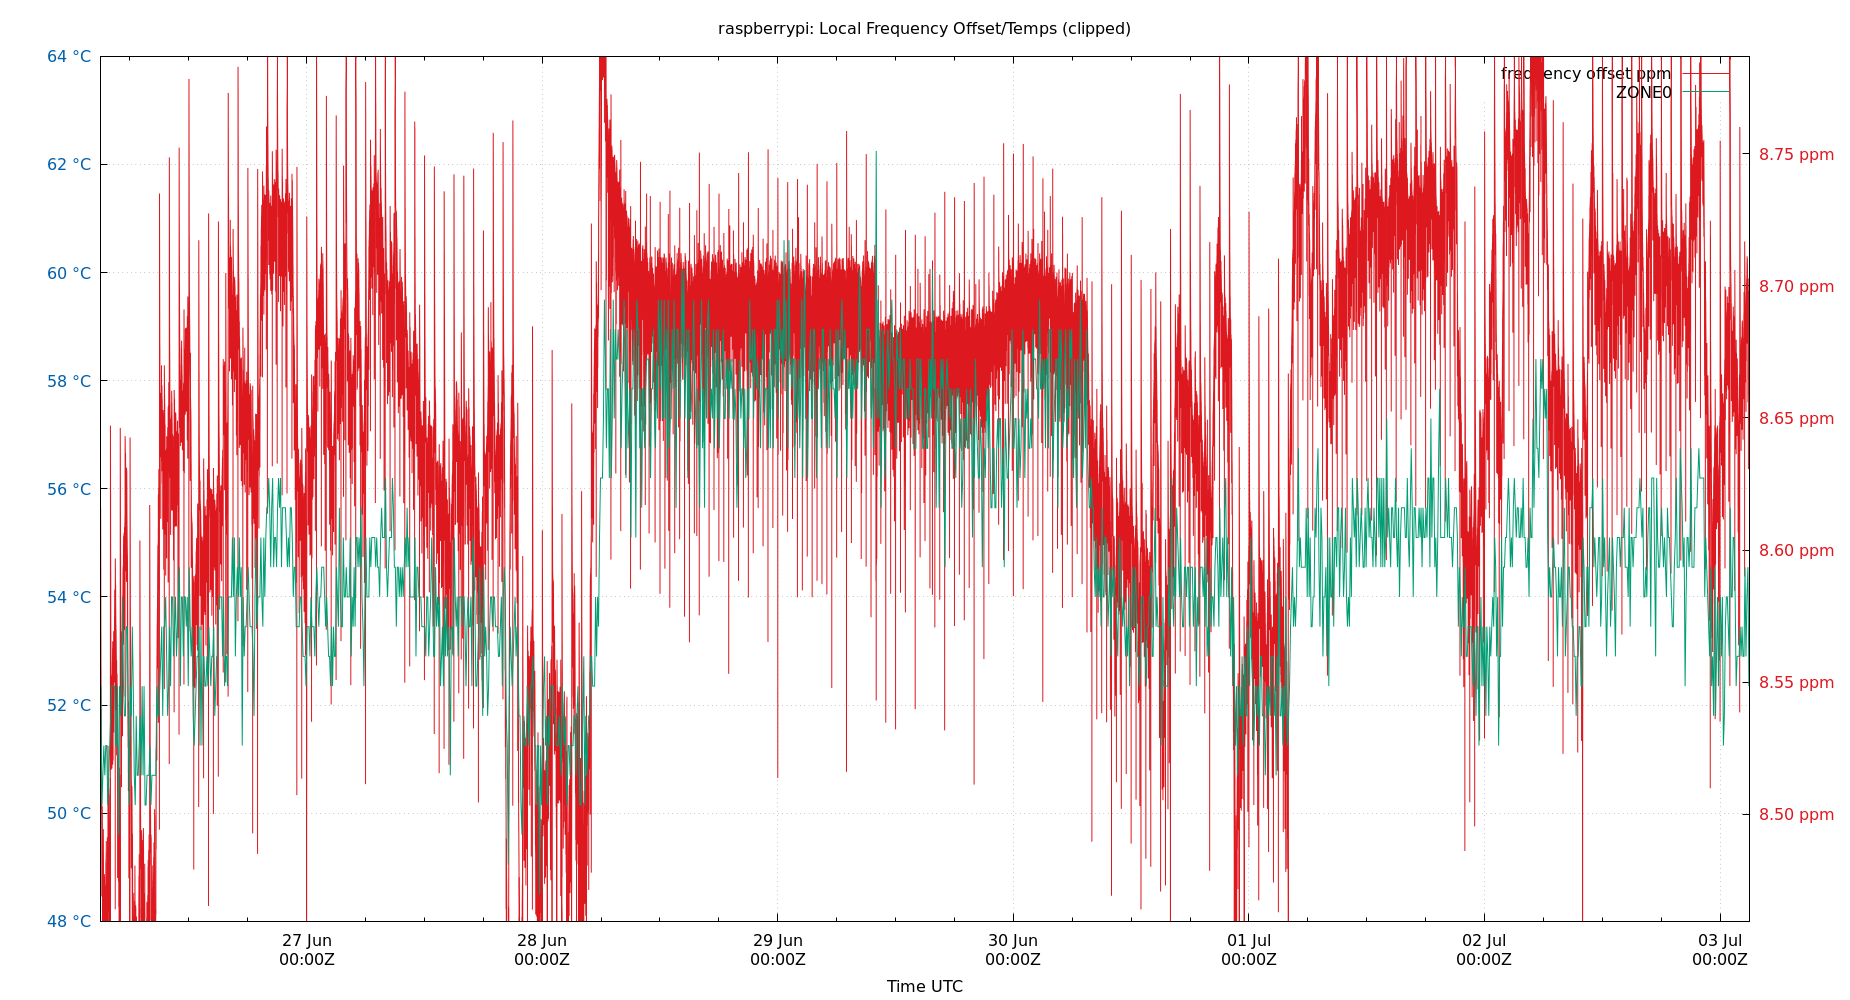 raspberrypi: Local Frequency Offset/Temps (clipped)
64 °C
62 °C
60 °C
58 °C
56 °C
54 °C
52 °C
50 °C
48 °C
frequency offset ppm
ZONE0
8.75 ppm
8.70 ppm
8.65 ppm
8.60 ppm
8.55 ppm
8.50 ppm
27 Jun
00:00Z
28 Jun
00:00Z
29 Jun
00:00Z
30 Jun
00:00Z
01 Jul
00:00Z
02 Jul
00:00Z
03 Jul
00:00Z
Time UTC